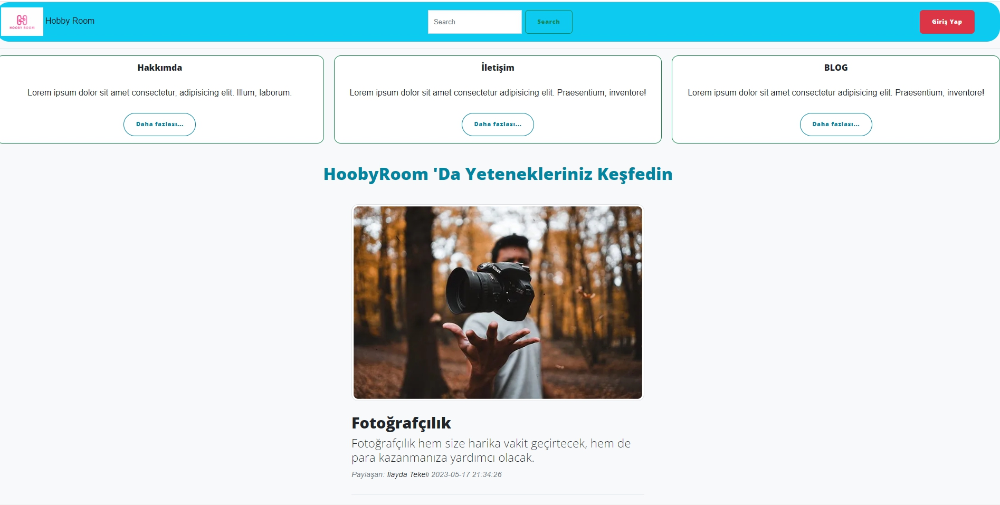 HOOBY ROOM
Hobby Room
Search
Search
Giriş Yap
Hakkımda
Lorem ipsum dolor sit amet consectetur, adipisicing elit. Illum, laborum.
Daha fazlası...
İletişim
Lorem ipsum dolor sit amet consectetur adipisicing elit. Praesentium, inventore!
Daha fazlası...
BLOG
Lorem ipsum dolor sit amet consectetur adipisicing elit. Praesentium, inventore!
Daha fazlası...
HoobyRoom 'Da Yetenekleriniz Keşfedin
Nikon
Fotoğrafçılık
Fotoğrafçılık hem size harika vakit geçirtecek, hem de
para kazanmanıza yardımcı olacak.
Paylaşan: İlayda Tekeli 2023-05-17 21:34:26